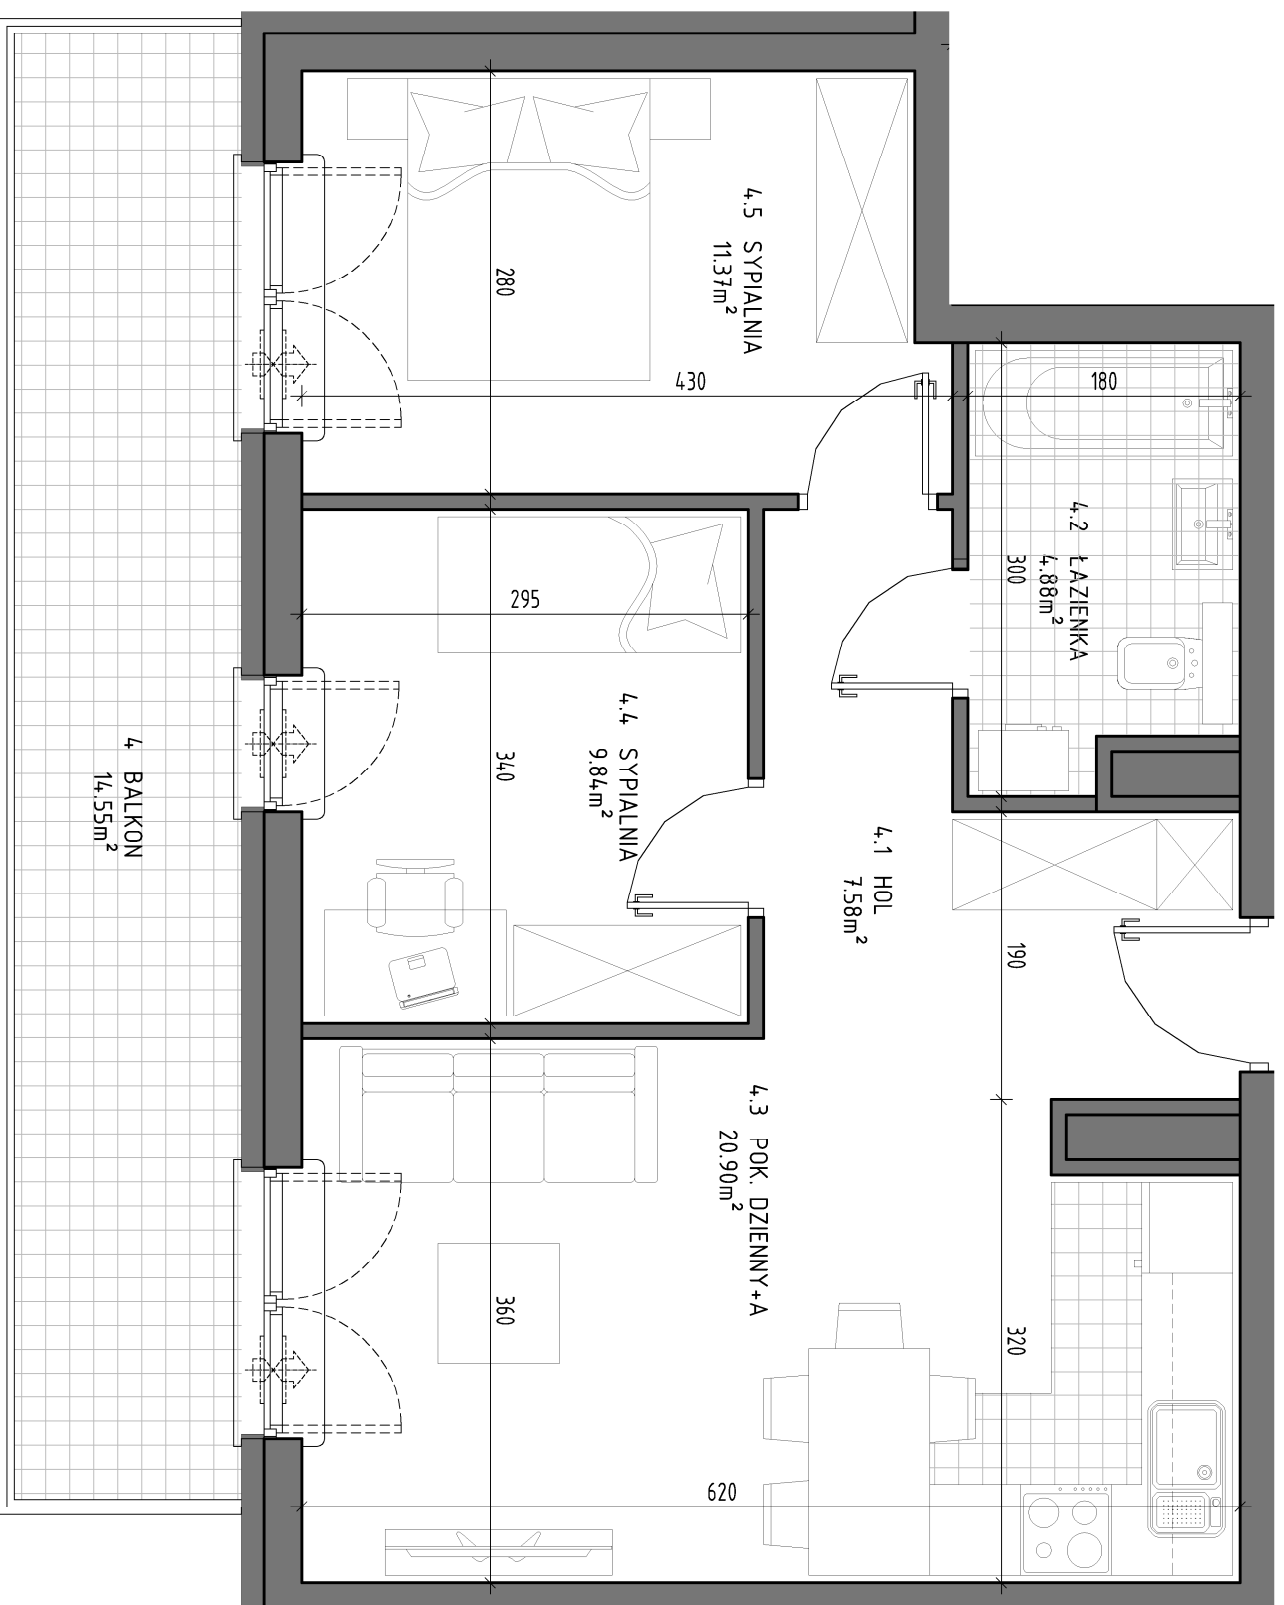 4.5 SYPIALNIA
11.37m²
280
430
180
4.2 ŁAZIENKA
4.88m²
300
295
4.4 SYPIALNIA
9.84m²
340
4 BALKON
14.55m²
4.1 HOL
7.58m²
190
4.3 POK. DZIENNY+A
20.90m²
360
320
620